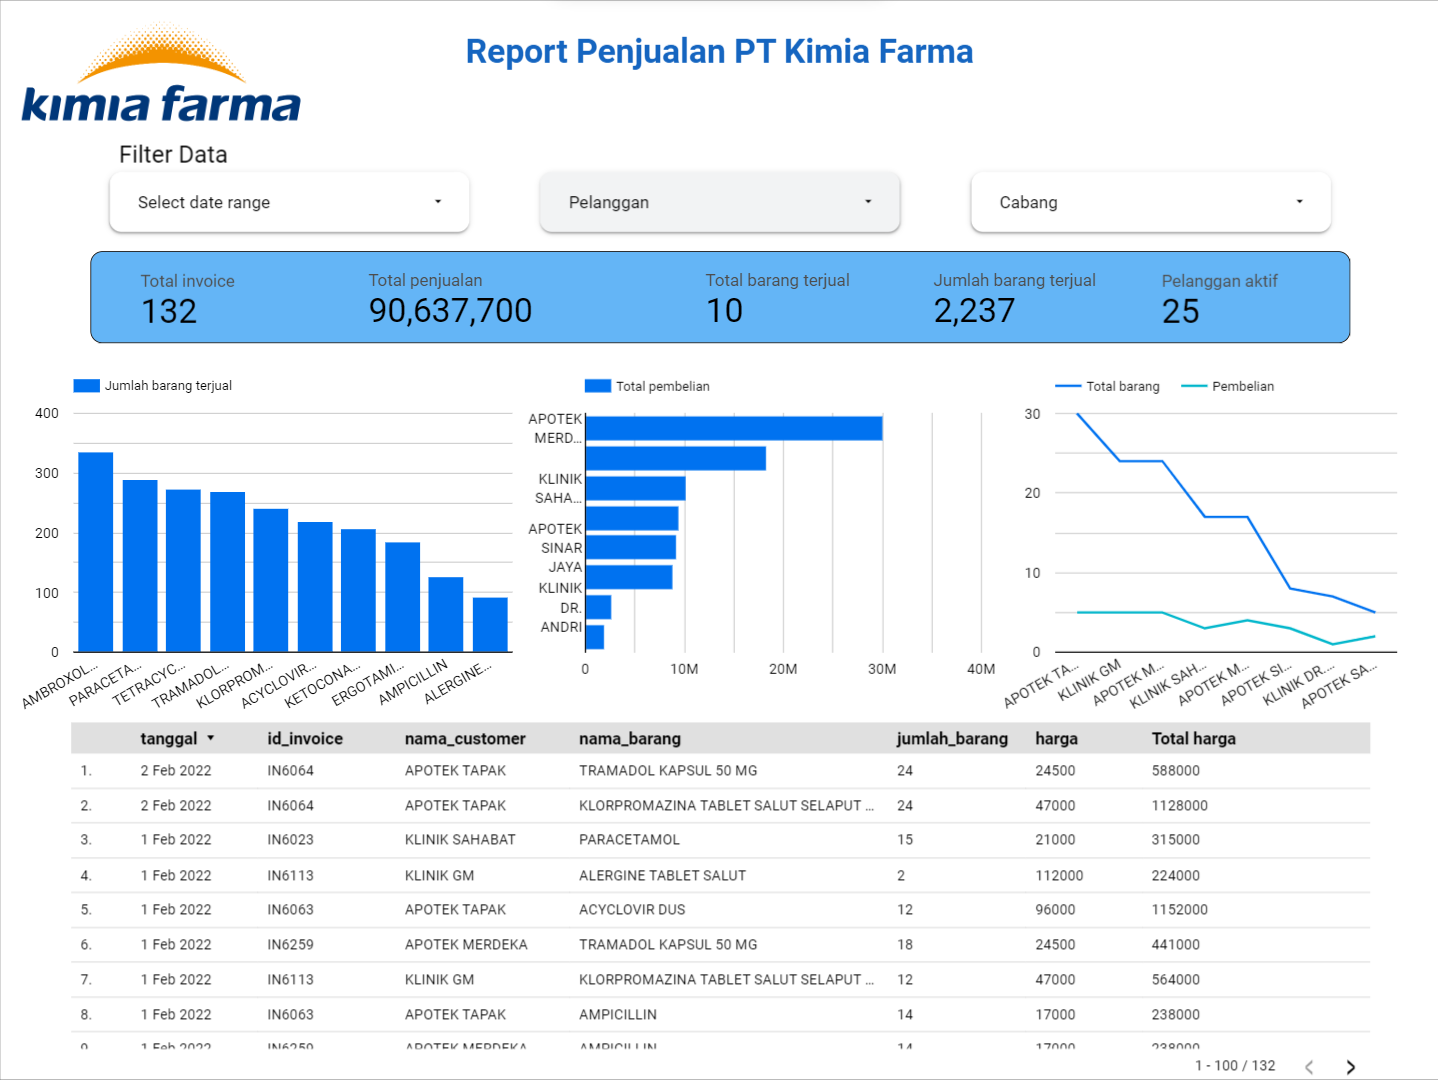 kimia farma
Report Penjualan PT Kimia Farma
Filter Data
Select date range
Pelanggan
Cabang
Total invoice
132
Total penjualan
90,637,700
Total barang terjual
10
Jumlah barang terjual
2,237
Pelanggan aktif
25
Jumlah barang terjual
400
300
200
100
0
AMBROXOL...
PARACETA...
TETRACYC...
TRAMADOL...
KLORPROM...
ACYCLOVIR...
KETOCONA...
ERGOTAMI...
AMPICILLIN
ALERGINE...
Total pembelian
APOTEK
MERD...
KLINIK
SAHA...
APOTEK
SINAR
JAYA
KLINIK
DR.
ANDRI
0 10M 20M 30M 40M
Total barang Pembelian
30
20
10
0
APOTEK TA...
KLINIK GM
APOTEK M...
KLINIK SAH...
APOTEK M...
APOTEK SI...
KLINIK DR....
APOTEK SA...
tanggal id_invoice nama_customer nama_barang jumlah_barang harga Total harga
1. 2 Feb 2022 IN6064 APOTEK TAPAK TRAMADOL KAPSUL 50 MG 24 24500 588000
2. 2 Feb 2022 IN6064 APOTEK TAPAK KLORPROMAZINA TABLET SALUT SELAPUT ... 24 47000 1128000
3. 1 Feb 2022 IN6023 KLINIK SAHABAT PARACETAMOL 15 21000 315000
4. 1 Feb 2022 IN6113 KLINIK GM ALERGINE TABLET SALUT 2 112000 224000
5. 1 Feb 2022 IN6063 APOTEK TAPAK ACYCLOVIR DUS 12 96000 1152000
6. 1 Feb 2022 IN6259 APOTEK MERDEKA TRAMADOL KAPSUL 50 MG 18 24500 441000
7. 1 Feb 2022 IN6113 KLINIK GM KLORPROMAZINA TABLET SALUT SELAPUT ... 12 47000 564000
8. 1 Feb 2022 IN6063 APOTEK TAPAK AMPICILLIN 14 17000 238000
9. 1 Feb 2022 IN6259 APOTEK MERDEKA AMPICILLIN 14 17000 238000
1 - 100 / 132